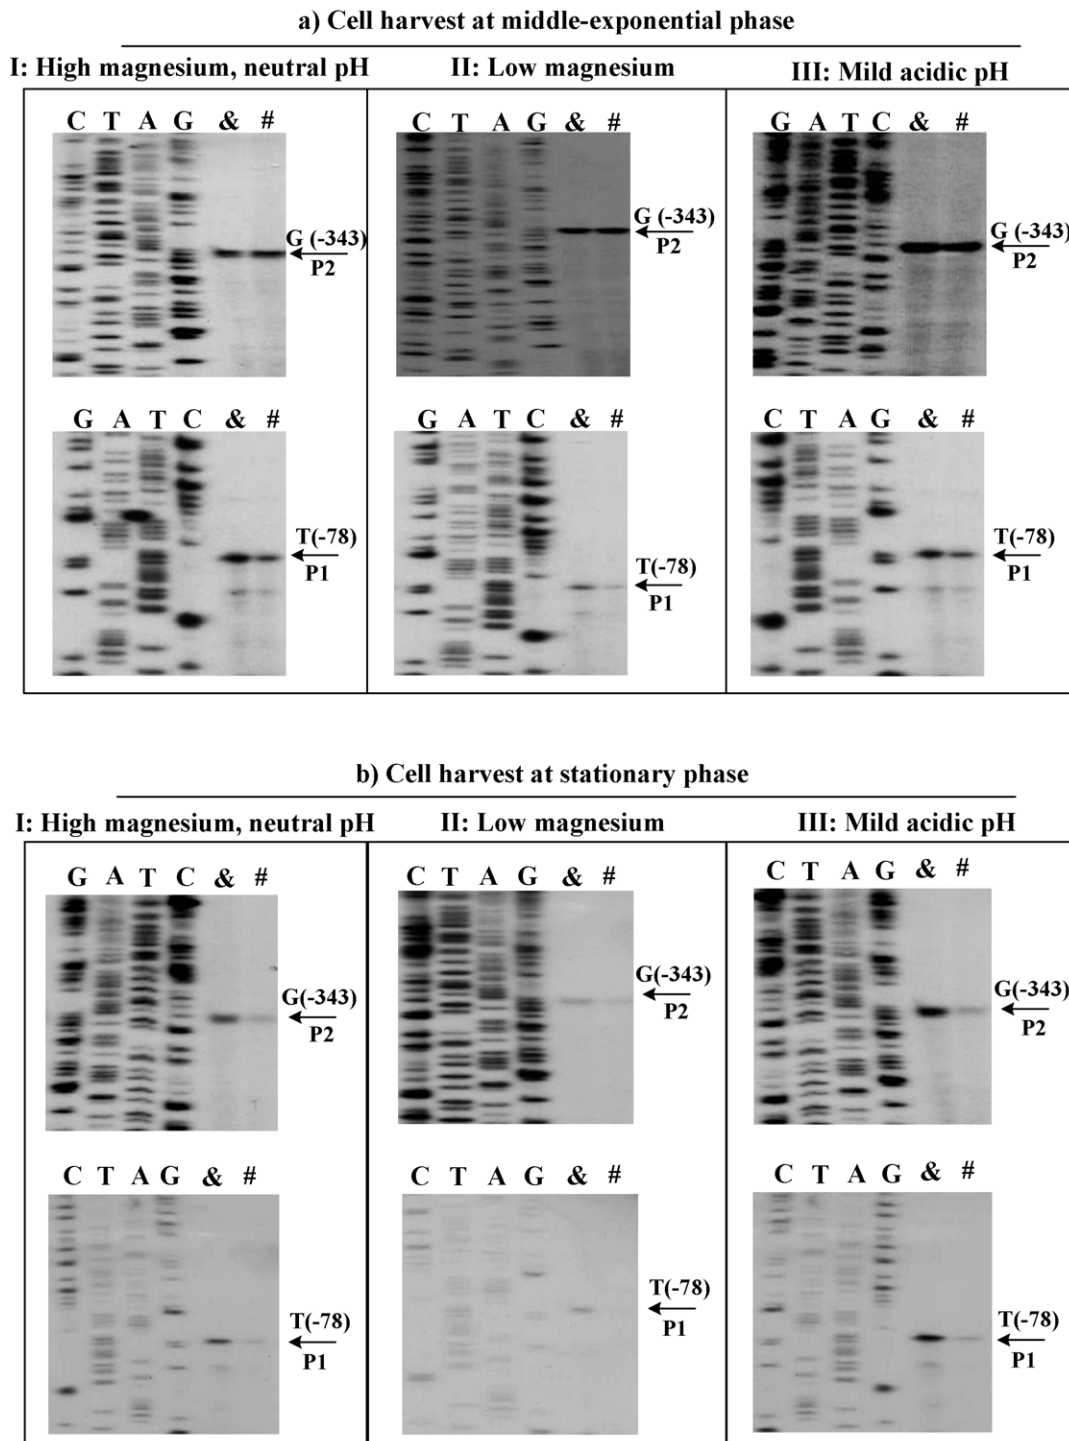 a) Cell harvest at middle-exponential phase
I: High magnesium, neutral pH
II: Low magnesium
III: Mild acidic pH
C T A G & #
C T A G & #
G A T C & #
G (-343)
P2
G (-343)
P2
G (-343)
P2
G A T C & #
G A T C & #
C T A G & #
T(-78)
P1
T(-78)
P1
T(-78)
P1
b) Cell harvest at stationary phase
I: High magnesium, neutral pH
II: Low magnesium
III: Mild acidic pH
G A T C & #
C T A G & #
C T A G & #
G(-343)
P2
G(-343)
P2
G(-343)
P2
C T A G & #
C T A G & #
C T A G & #
T(-78)
P1
T(-78)
P1
T(-78)
P1